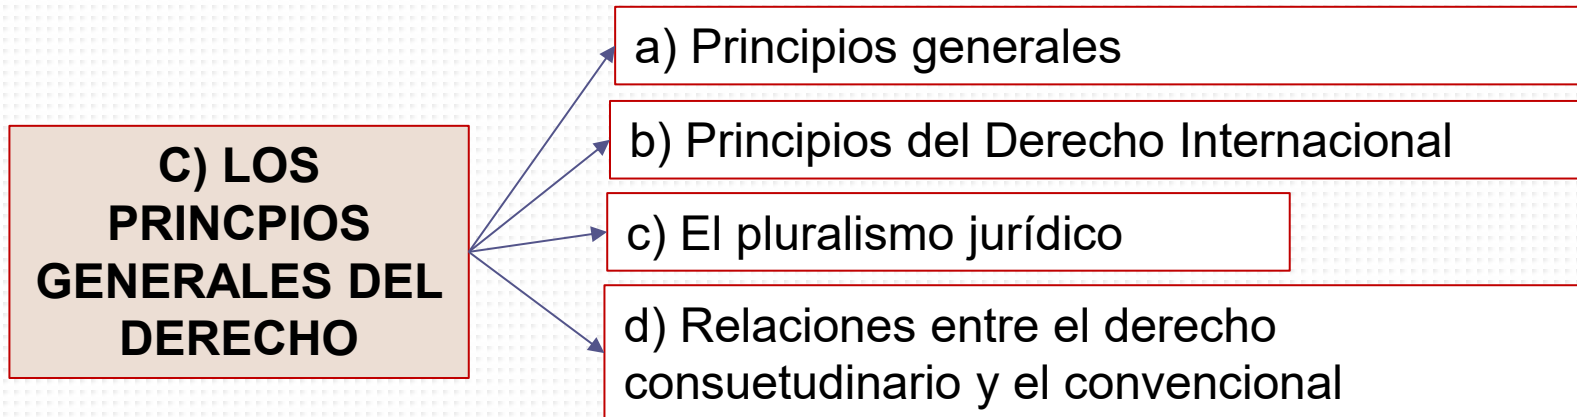 C) LOS
PRINCPIOS
GENERALES DEL
DERECHO
a) Principios generales
b) Principios del Derecho Internacional
c) El pluralismo jurídico
d) Relaciones entre el derecho
consuetudinario y el convencional